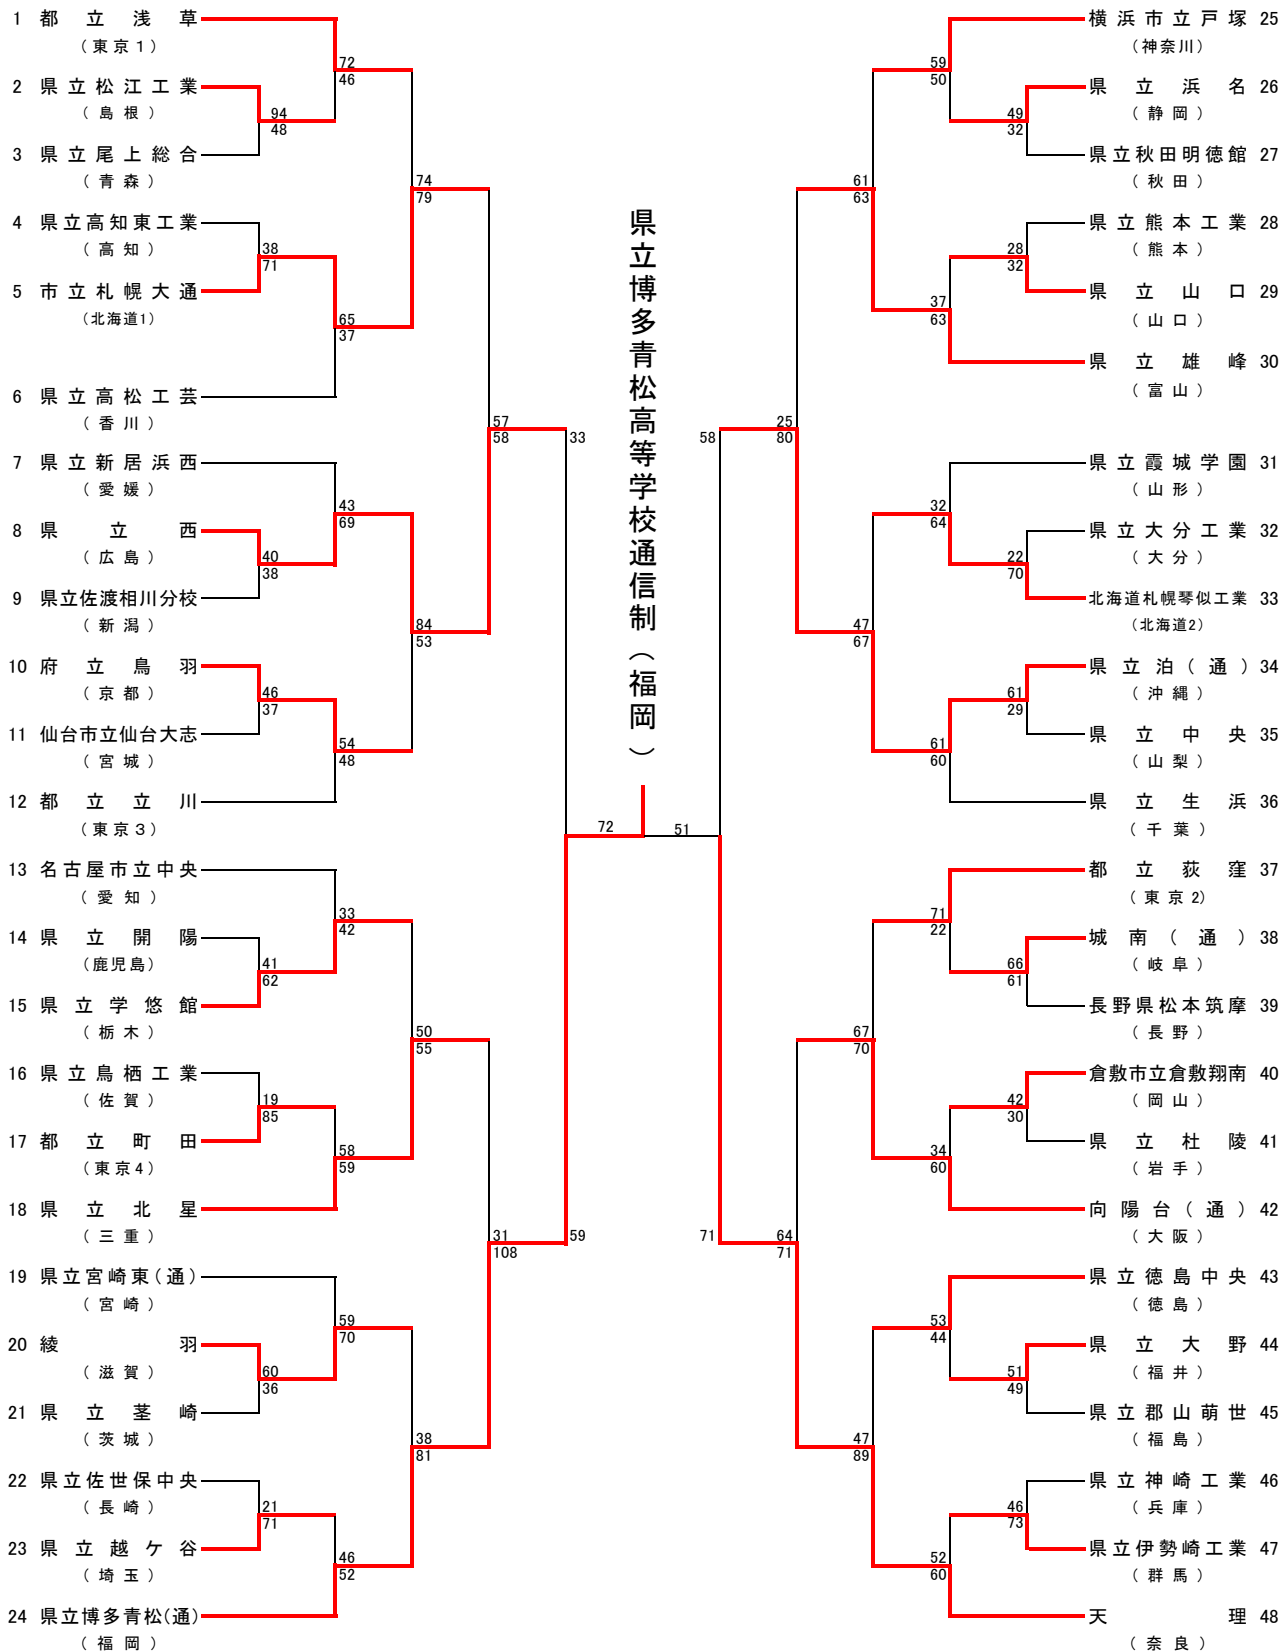 1 都立浅草
（東京１）
72
46
2 県立松江工業
（島根）
94
48
3 県立尾上総合
（青森）
74
79
4 県立高知東工業
（高知）
38
71
5 市立札幌大通
（北海道1）
65
37
6 県立高松工芸
（香川）
57
58
33
7 県立新居浜西
（愛媛）
43
69
8 県立西
（広島）
40
38
9 県立佐渡相川分校
（新潟）
84
53
10 府立鳥羽
（京都）
46
37
11 仙台市立仙台大志
（宮城）
54
48
12 都立立川
（東京３）
13 名古屋市立中央
（愛知）
33
42
14 県立開陽
（鹿児島）
41
62
15 県立学悠館
（栃木）
50
55
16 県立鳥栖工業
（佐賀）
19
85
17 都立町田
（東京４）
58
59
18 県立北星
（三重）
31
108
59
19 県立宮崎東（通）
（宮崎）
59
70
20 綾羽
（滋賀）
60
36
21 県立茎崎
（茨城）
38
81
22 県立佐世保中央
（長崎）
21
71
23 県立越ケ谷
（埼玉）
46
52
24 県立博多青松(通)
（福岡）
県立博多青松高等学校通信制（福岡）
72
51
横浜市立戸塚 25
（神奈川）
59
50
県立浜名 26
（静岡）
49
32
県立秋田明徳館 27
（秋田）
61
63
県立熊本工業 28
（熊本）
28
32
県立山口 29
（山口）
37
63
県立雄峰 30
（富山）
58
25
80
県立霞城学園 31
（山形）
32
64
県立大分工業 32
（大分）
22
70
北海道札幌琴似工業 33
（北海道2）
47
67
県立泊（通） 34
（沖縄）
61
29
県立中央 35
（山梨）
61
60
県立生浜 36
（千葉）
都立荻窪 37
（東京2)
71
22
城南（通） 38
（岐阜）
66
61
長野県松本筑摩 39
（長野）
67
70
倉敷市立倉敷翔南 40
（岡山）
42
30
県立杜陵 41
（岩手）
34
60
向陽台（通） 42
（大阪）
71
64
71
県立徳島中央 43
（徳島）
53
44
県立大野 44
（福井）
51
49
県立郡山萌世 45
（福島）
47
89
県立神崎工業 46
（兵庫）
46
73
県立伊勢崎工業 47
（群馬）
52
60
天理 48
（奈良）